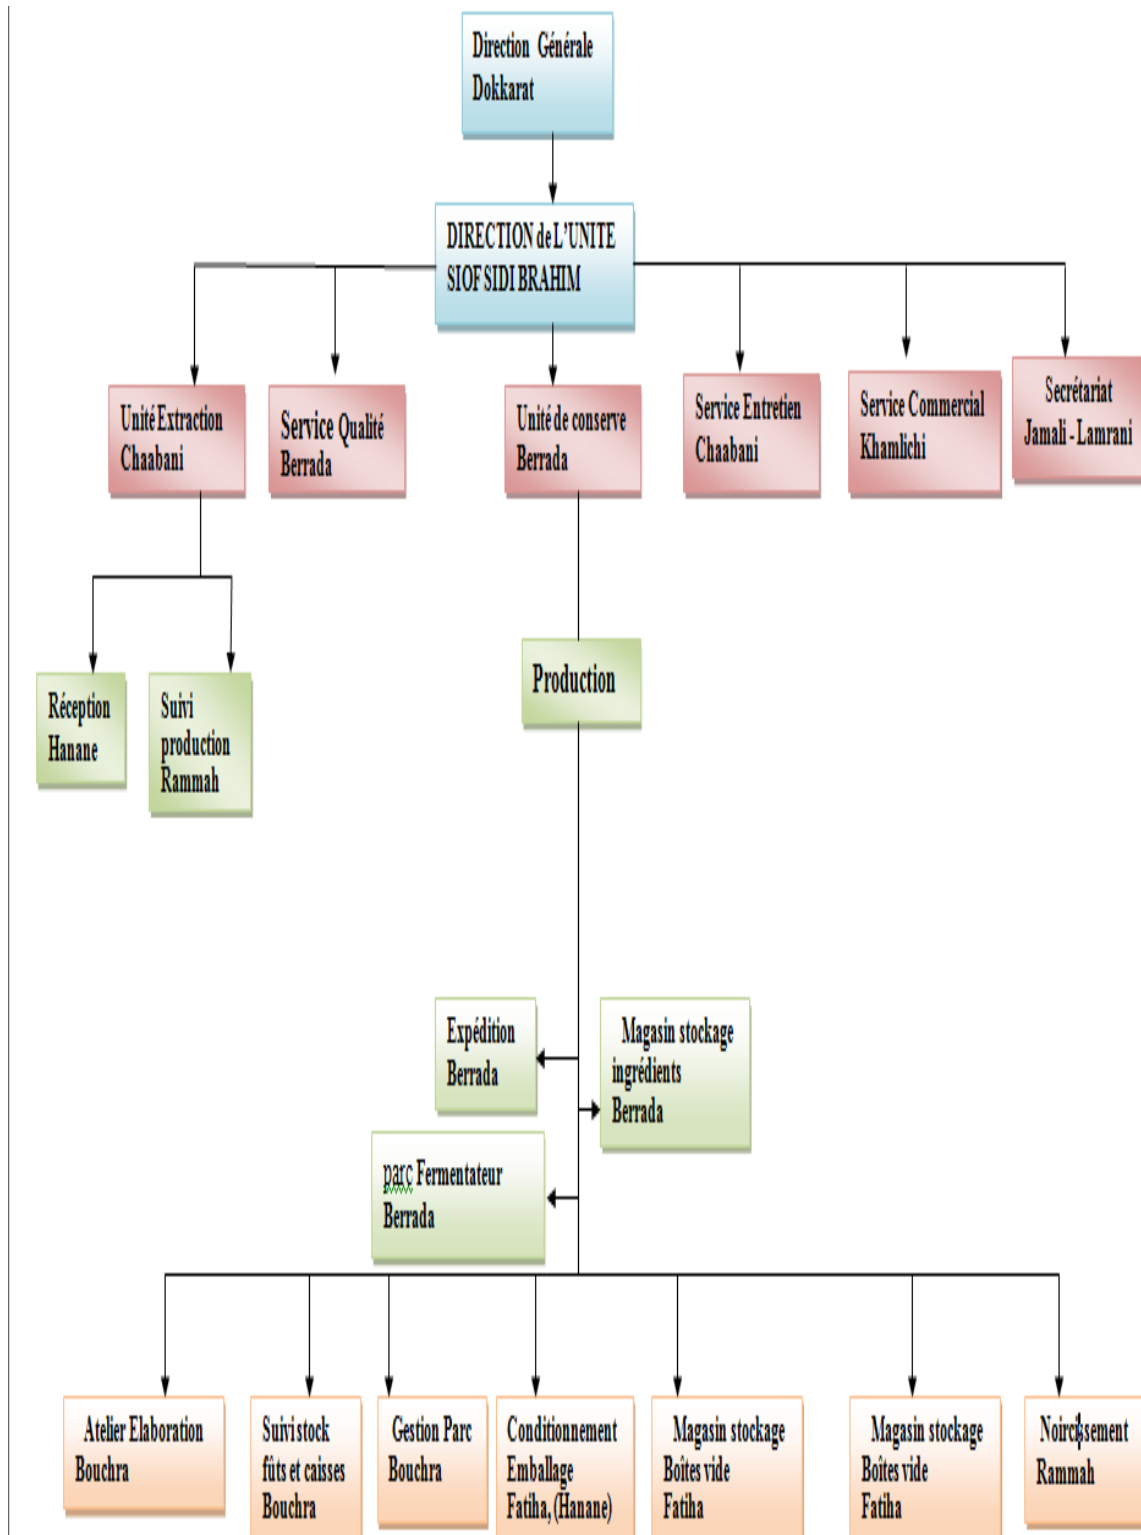 Direction Générale
Dokkarat
DIRECTION de L'UNITE
SIOF SIDI BRAHIM
Unité Extraction
Chaabani
Service Qualité
Berrada
Unité de conserve
Berrada
Service Entretien
Chaabani
Service Commercial
Khamlichi
Secrétariat
Jamali - Lamrani
Réception
Hanane
Suivi
production
Rammah
Production
Expédition
Berrada
Magasin stockage
ingrédients
Berrada
parc Fermentateur
Berrada
Atelier Elaboration
Bouchra
Suivi stock
fûts et caisses
Bouchra
Gestion Parc
Bouchra
Conditionnement
Emballage
Fatiha, (Hanane)
Magasin stockage
Boîtes vide
Fatiha
Magasin stockage
Boîtes vide
Fatiha
Noircissement
Rammah